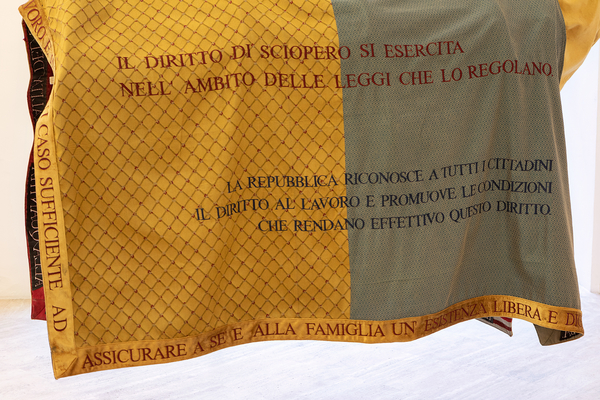 IL DIRITTO DI SCIOPERO SI ESERCITA
NELL' AMBITO DELLE LEGGI CHE LO REGOLANO.
LA REPUBBLICA RICONOSCE A TUTTI I CITTADINI
IL DIRITTO AL' LAVORO E PROMUOVE LE CONDIZIONI
CHE RENDANO EFFETTIVO QUESTO DIRITTO.
CASO SUFFICIENTE AD
ASSICURARE A SE E ALLA FAMIGLIA UN' ESISTENZA LIBERA E